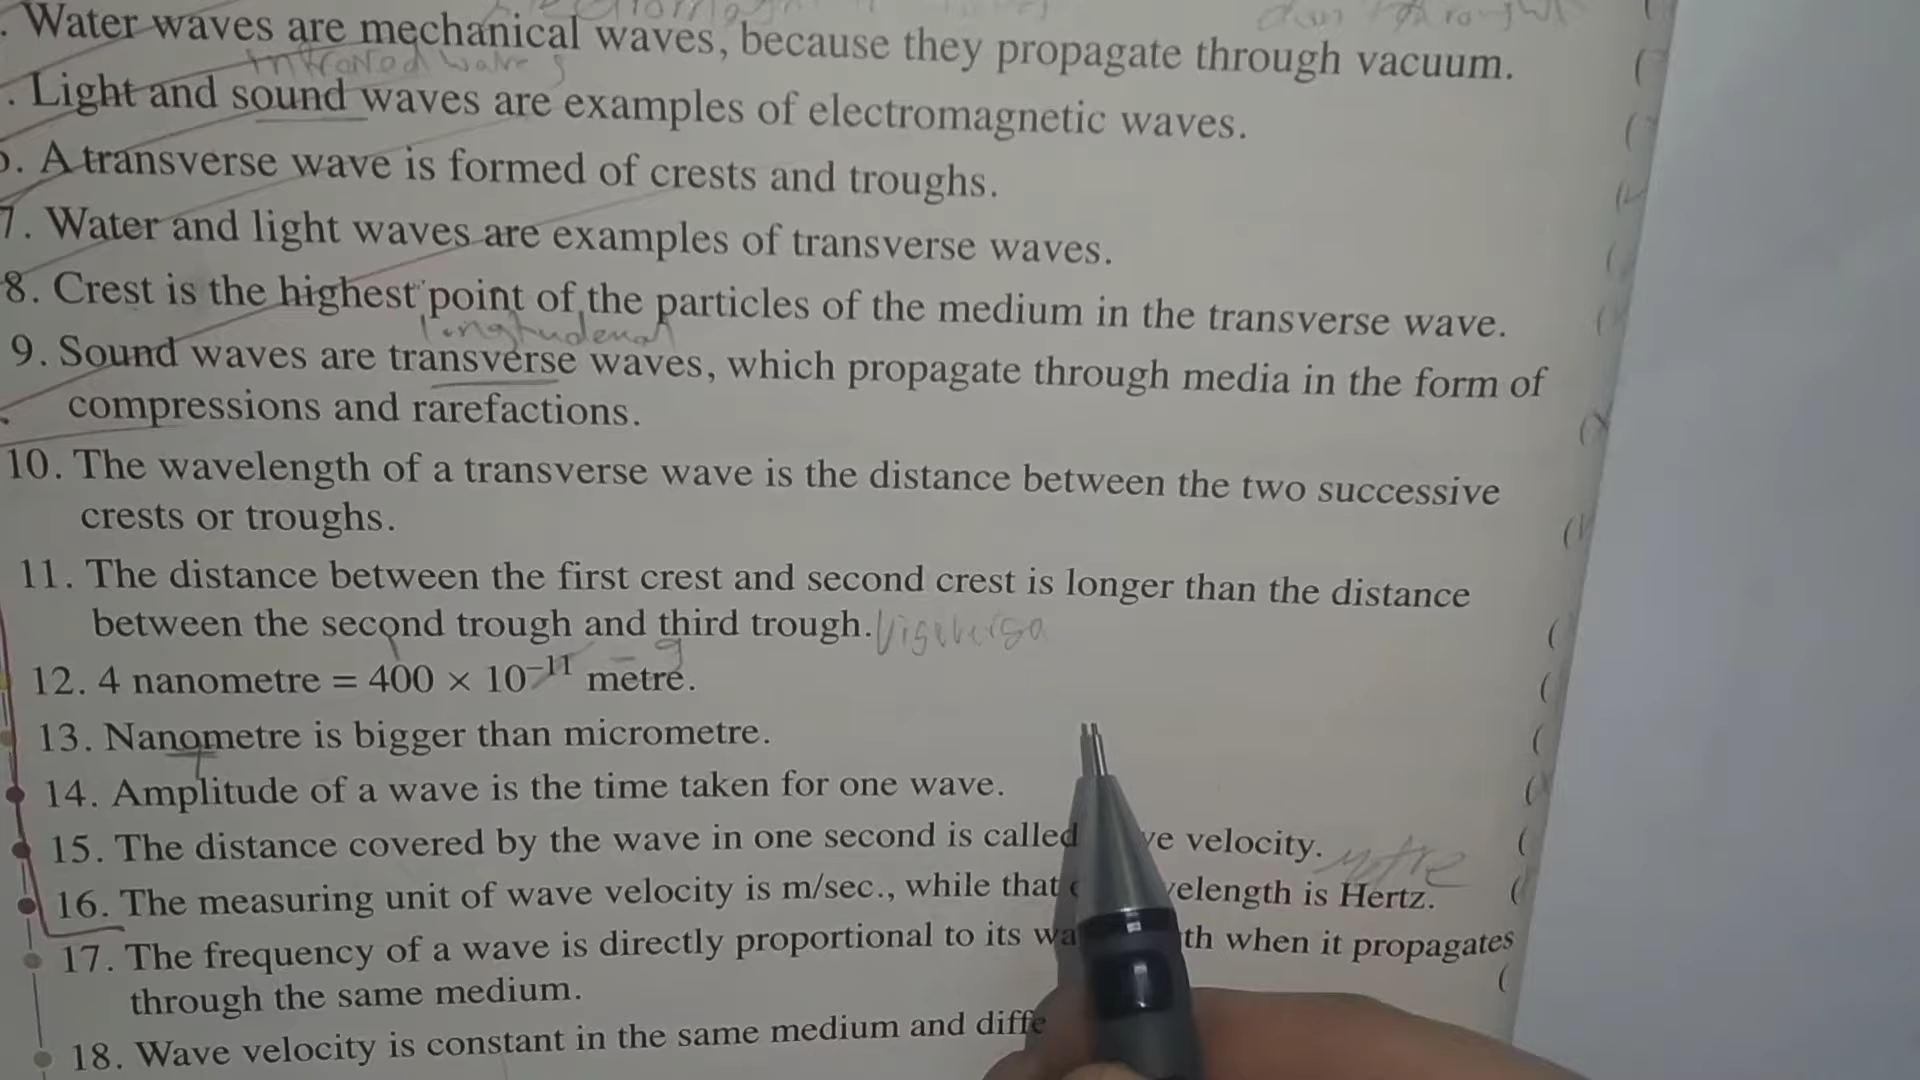 . Water waves are mechanical waves, because they propagate through vacuum. (
infrared waves
. Light and sound waves are examples of electromagnetic waves. (
. A transverse wave is formed of crests and troughs. (
7. Water and light waves are examples of transverse waves. (
8. Crest is the highest point of the particles of the medium in the transverse wave. (
longtudenal
9. Sound waves are transverse waves, which propagate through media in the form of
compressions and rarefactions. (
10. The wavelength of a transverse wave is the distance between the two successive
crests or troughs. (
11. The distance between the first crest and second crest is longer than the distance
between the second trough and third trough. (
12. 4 nanometre = 400 × 10⁻¹¹ metre. (
13. Nanometre is bigger than micrometre. (
14. Amplitude of a wave is the time taken for one wave. (
15. The distance covered by the wave in one second is called velocity. (
metre
16. The measuring unit of wave velocity is m/sec., while that is Hertz. (
17. The frequency of a wave is directly proportional to its when it propagates
through the same medium. (
18. Wave velocity is constant in the same medium and